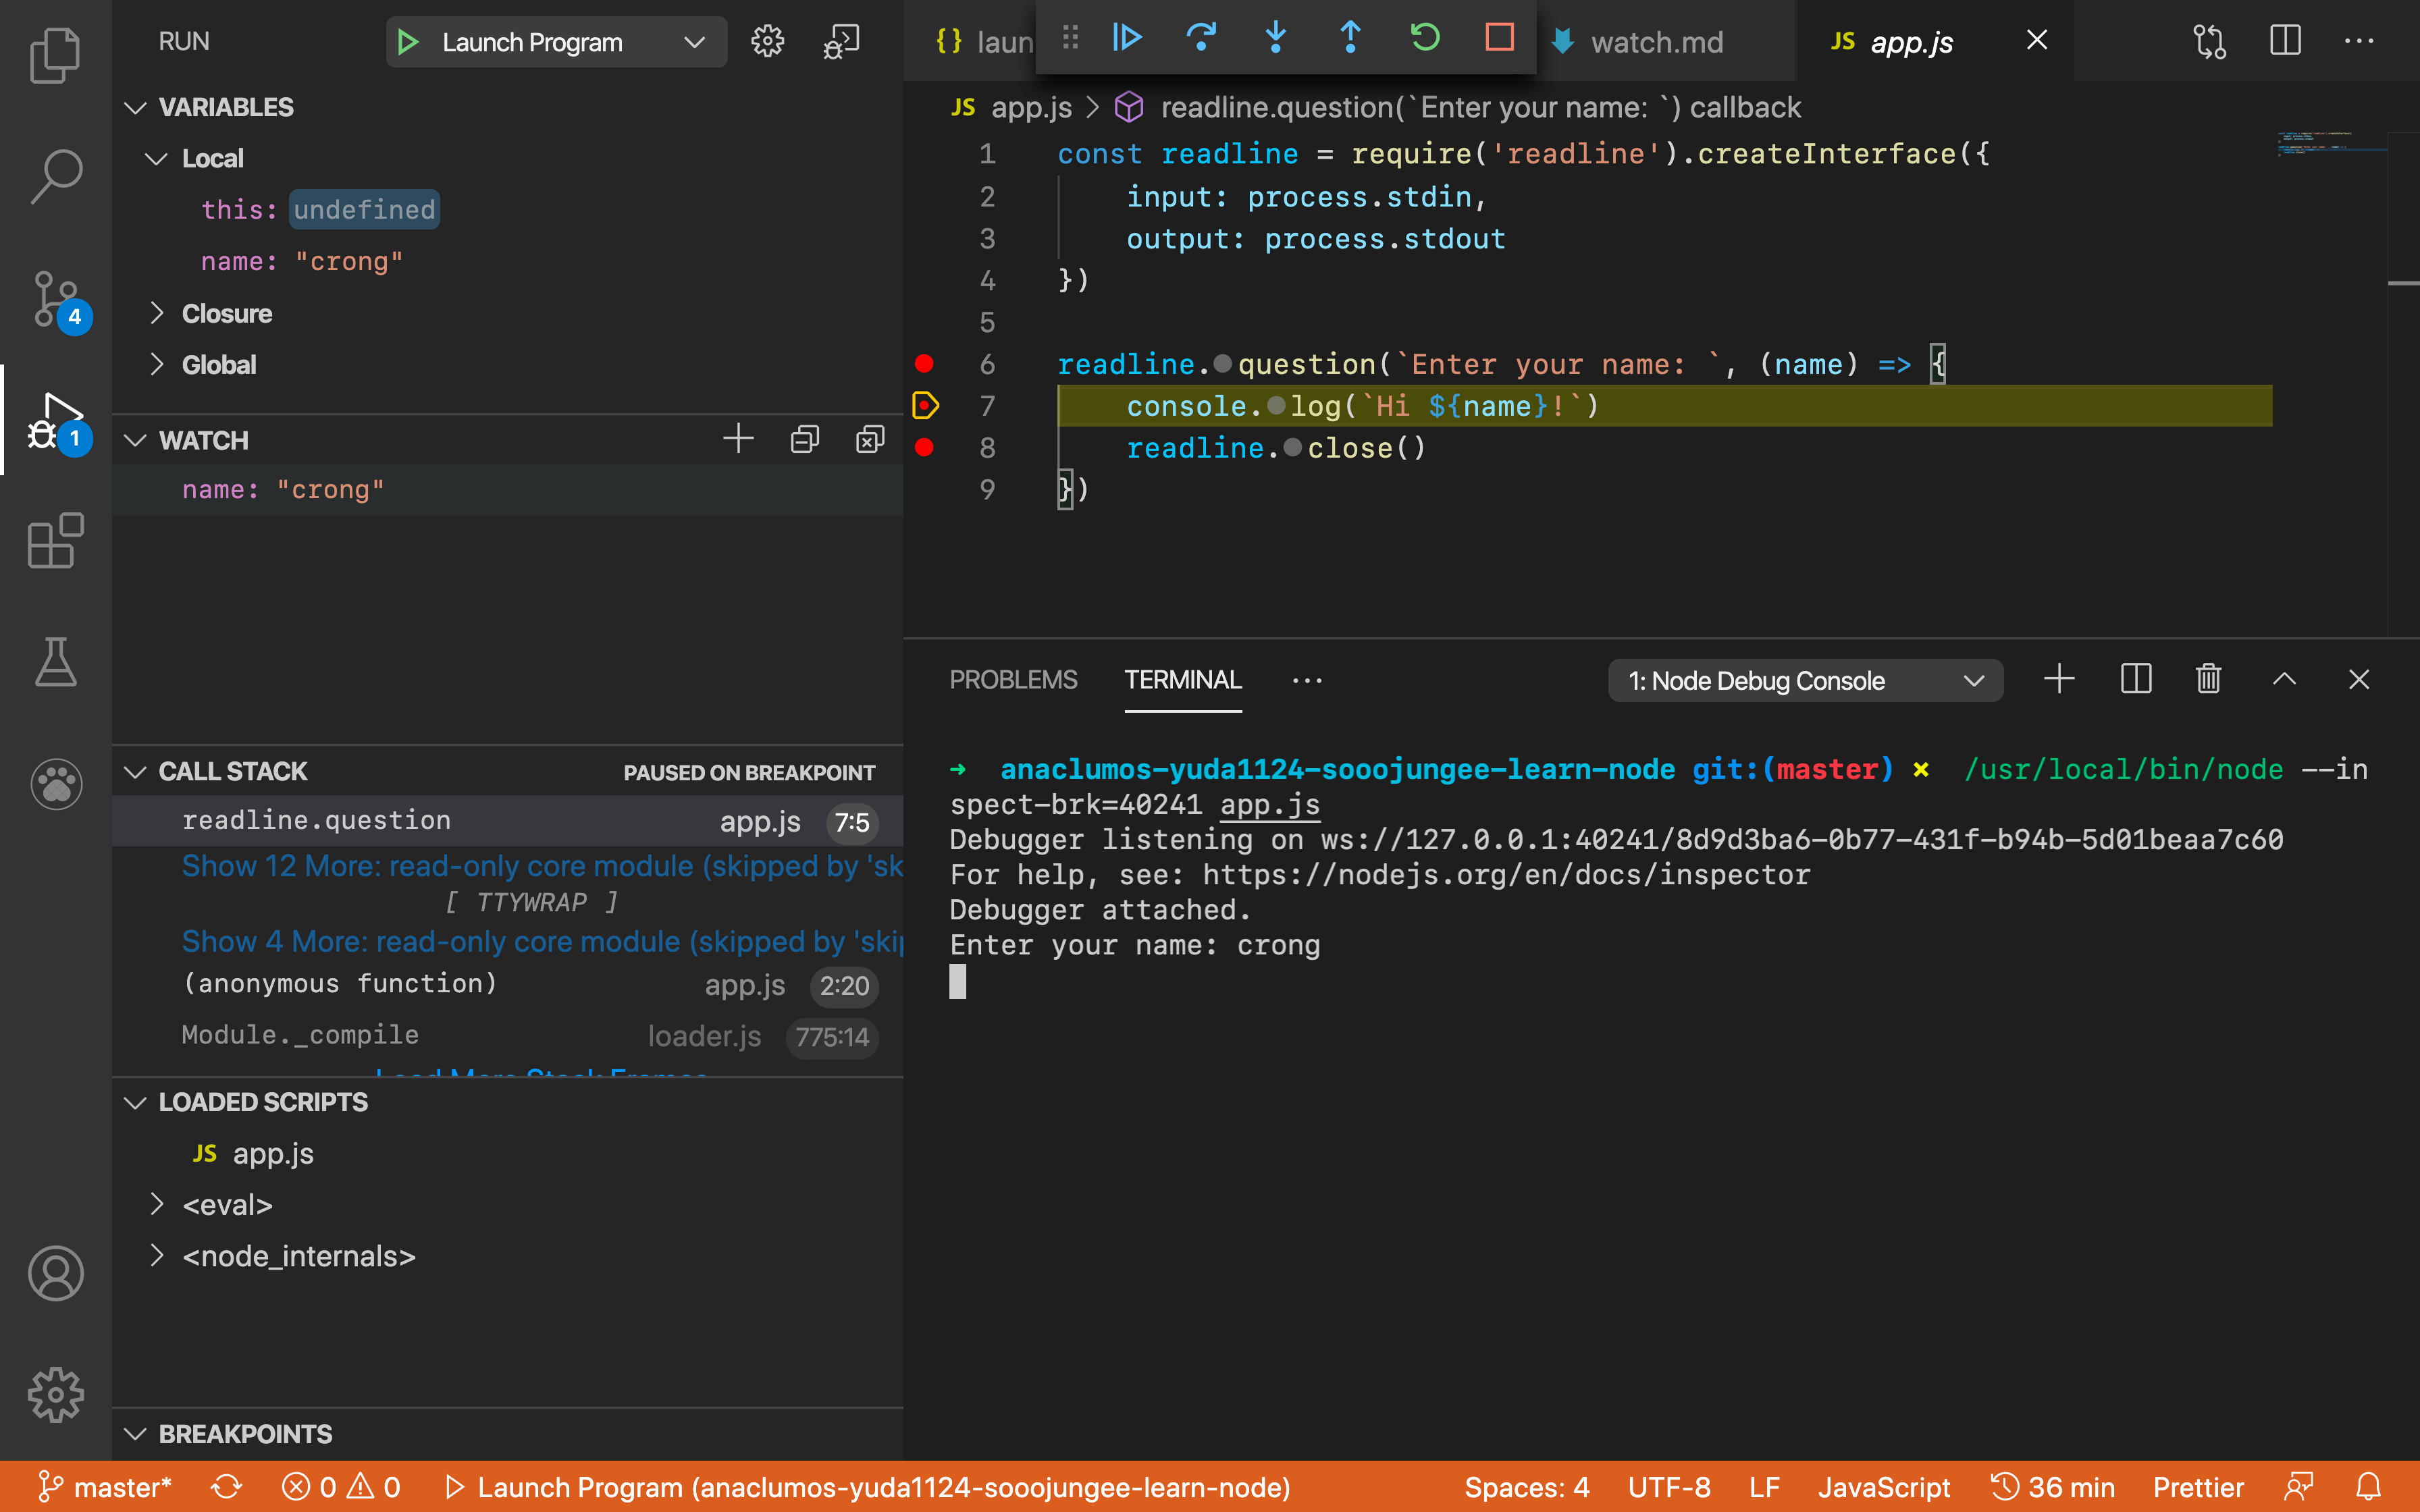 RUN
Launch Program
VARIABLES
Local
this: undefined
name: "crong"
Closure
Global
WATCH
name: "crong"
CALL STACK
PAUSED ON BREAKPOINT
readline.question app.js 7:5
Show 12 More: read-only core module (skipped by 'sk
[ TTYWRAP ]
Show 4 More: read-only core module (skipped by 'skip
(anonymous function) app.js 2:20
Module._compile loader.js 775:14
Load More Stack Frames
LOADED SCRIPTS
JS app.js
<eval>
<node_internals>
BREAKPOINTS
4
1
{} laun
watch.md
JS app.js
JS app.js > readline.question(`Enter your name: `) callback
1 const readline = require('readline').createInterface({
2 input: process.stdin,
3 output: process.stdout
4 })
5
6 readline.question(`Enter your name: `, (name) => {
7 console.log(`Hi ${name}!`)
8 readline.close()
9 })
PROBLEMS TERMINAL ···
1: Node Debug Console
➜ anaclumos-yuda1124-sooojungee-learn-node git:(master) ✗ /usr/local/bin/node --in
spect-brk=40241 app.js
Debugger listening on ws://127.0.0.1:40241/8d9d3ba6-0b77-431f-b94b-5d01beaa7c60
For help, see: https://nodejs.org/en/docs/inspector
Debugger attached.
Enter your name: crong
master* 0 0 Launch Program (anaclumos-yuda1124-sooojungee-learn-node) Spaces: 4 UTF-8 LF JavaScript 36 min Prettier